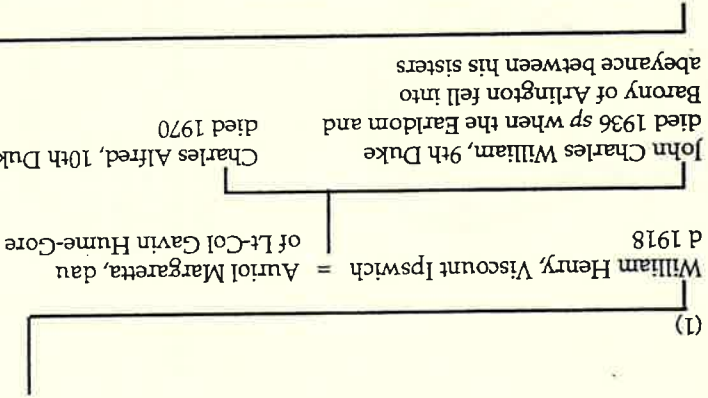 (1)
William Henry, Viscount Ipswich = Auriol Margaretta, dau
d 1918
of Lt-Col Gavin Hume-Gore
John Charles William, 9th Duke
died 1936 sp when the Earldom and
Barony of Arlington fell into
abeyance between his sisters
Charles Alfred, 10th Duk
died 1970